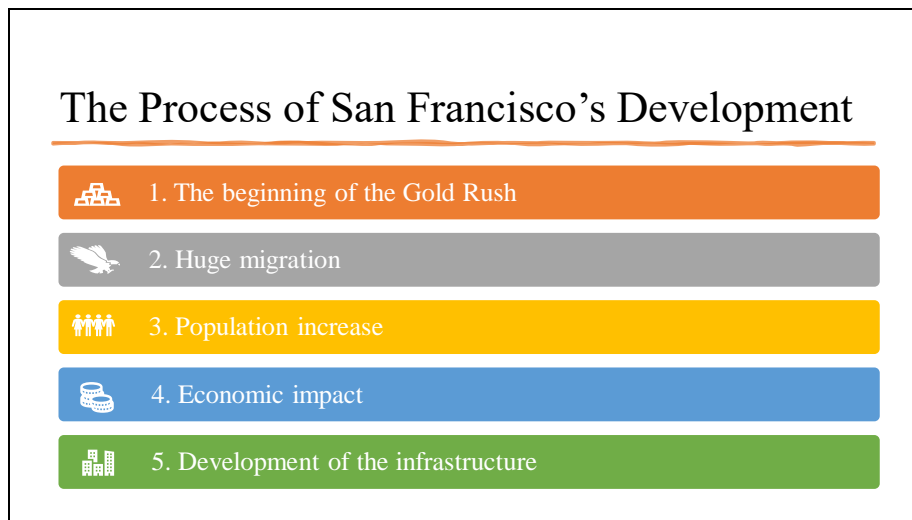 The Process of San Francisco’s Development
1. The beginning of the Gold Rush
2. Huge migration
3. Population increase
4. Economic impact
5. Development of the infrastructure